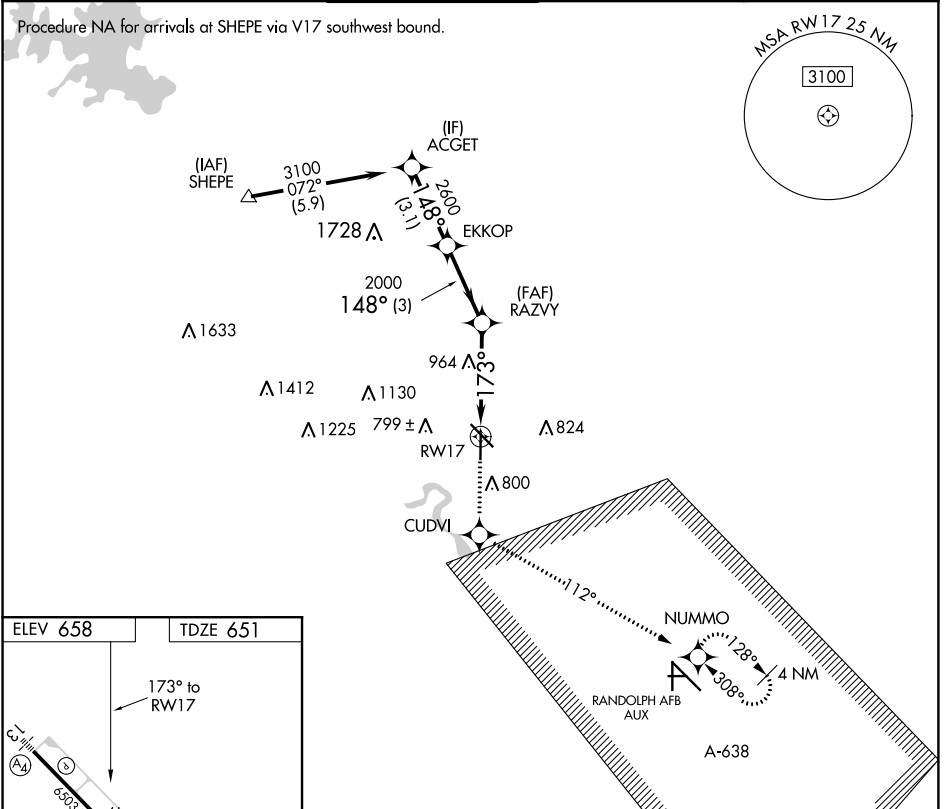 Procedure NA for arrivals at SHEPE via V17 southwest bound.
MSA RW17 25 NM
3100
(IAF)
SHEPE
3100
072°
(5.9)
(IF)
ACGET
2600
148°
(3.1)
1728
EKKOP
2000
148° (3)
(FAF)
RAZVY
1633
964
173°
1412
1130
1225
799 ±
824
RW17
800
CUDVI
112°
NUMMO
128°
4 NM
308°
RANDOLPH AFB
AUX
A-638
ELEV 658
TDZE 651
173° to
RW17
13
A4
P
6503